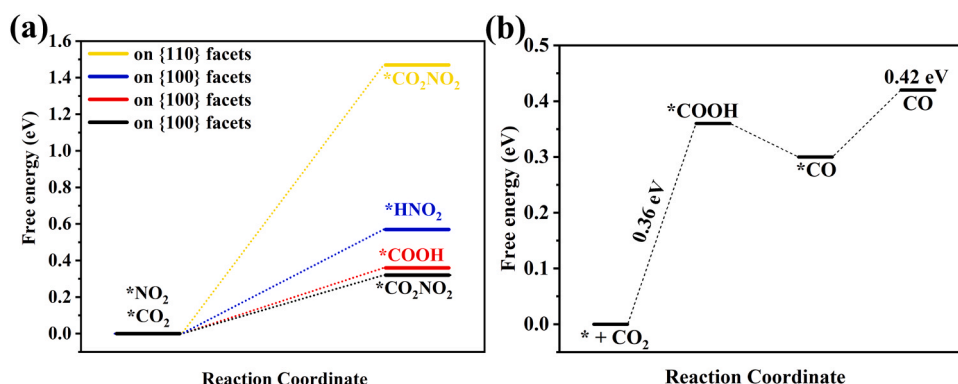 (a)
1.6
1.4
1.2
1.0
0.8
0.6
0.4
0.2
0.0
Free energy (eV)
on {110} facets
on {100} facets
on {100} facets
on {100} facets
*CO₂NO₂
*HNO₂
*COOH
*CO₂NO₂
*NO₂
*CO₂
Reaction Coordinate
(b)
0.5
0.4
0.3
0.2
0.1
0.0
Free energy (eV)
0.42 eV
CO
*COOH
*CO
0.36 eV
* + CO₂
Reaction Coordinate